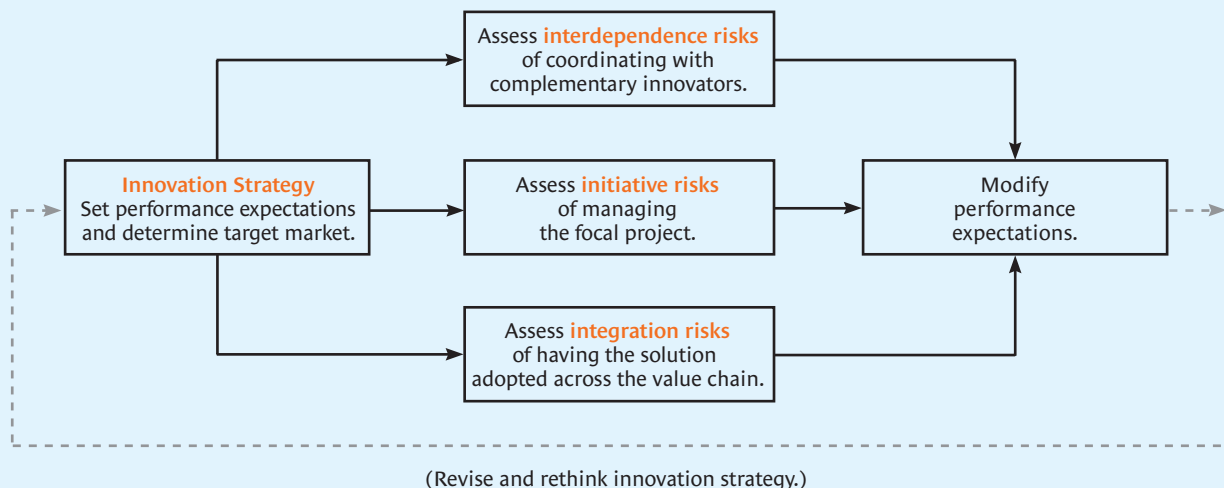 Assess interdependence risks
of coordinating with
complementary innovators.
Innovation Strategy
Set performance expectations
and determine target market.
Assess initiative risks
of managing
the focal project.
Modify
performance
expectations.
Assess integration risks
of having the solution
adopted across the value chain.
(Revise and rethink innovation strategy.)